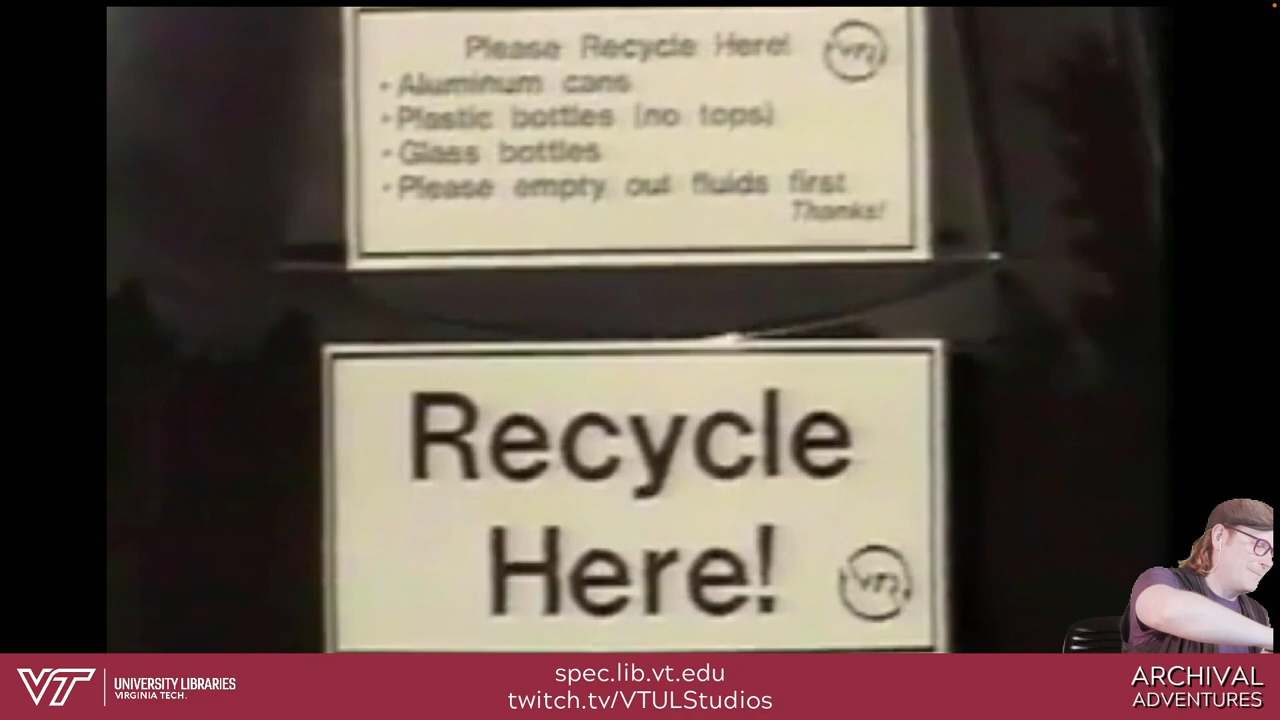 Please Recycle Here!
VTR
• Aluminum cans
• Plastic bottles (no tops)
• Glass bottles
• Please empty out fluids first
Thanks!
Recycle
Here!
VTR
VT UNIVERSITY LIBRARIES
VIRGINIA TECH.
spec.lib.vt.edu
twitch.tv/VTULStudios
ARCHIVAL
ADVENTURES